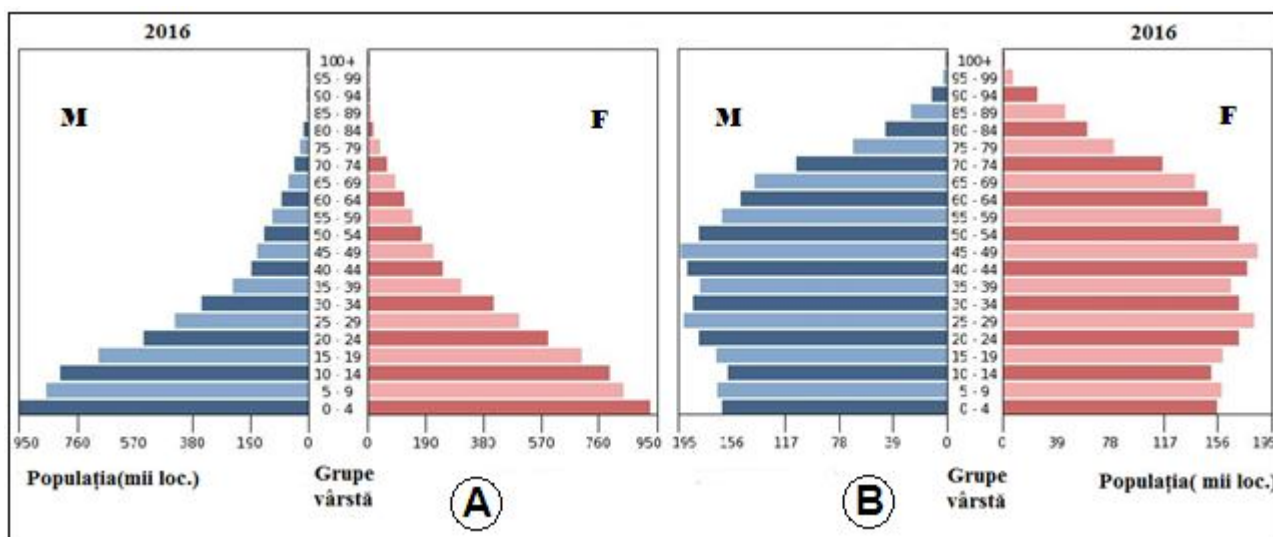 2016
2016
M
F
M
F
100+
95 - 99
90 - 94
85 - 89
80 - 84
75 - 79
70 - 74
65 - 69
60 - 64
55 - 59
50 - 54
45 - 49
40 - 44
35 - 39
30 - 34
25 - 29
20 - 24
15 - 19
10 - 14
5 - 9
0 - 4
100+
95 - 99
90 - 94
85 - 89
80 - 84
75 - 79
70 - 74
65 - 69
60 - 64
55 - 59
50 - 54
45 - 49
40 - 44
35 - 39
30 - 34
25 - 29
20 - 24
15 - 19
10 - 14
5 - 9
0 - 4
950 760 570 380 150 0
0 190 380 570 760 950
195 156 117 78 39 0
0 39 78 117 156 195
Populația(mii loc.)
Grupe
vârstă
A
B
Grupe
vârstă
Populația( mii loc.)